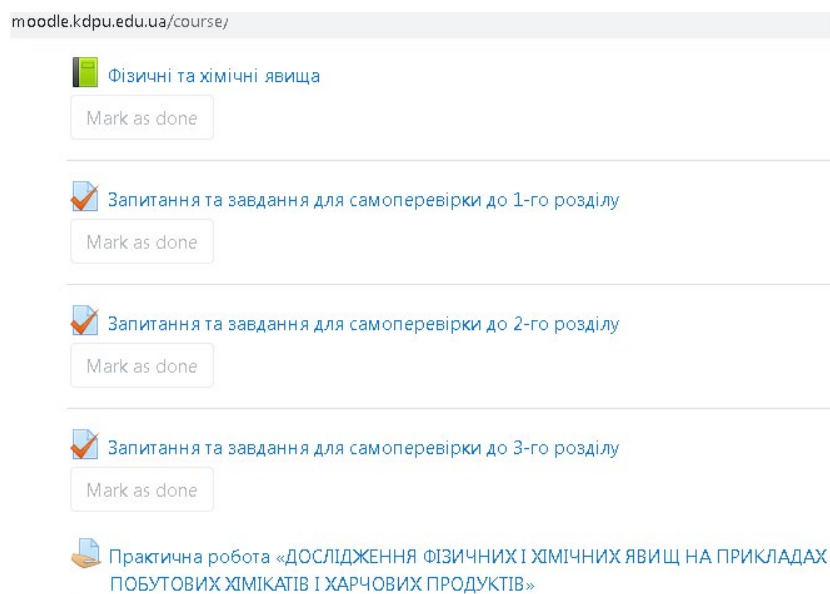 moodle.kdpu.edu.ua/course/
Фізичні та хімічні явища
Mark as done
Запитання та завдання для самоперевірки до 1-го розділу
Mark as done
Запитання та завдання для самоперевірки до 2-го розділу
Mark as done
Запитання та завдання для самоперевірки до 3-го розділу
Mark as done
Практична робота «ДОСЛІДЖЕННЯ ФІЗИЧНИХ І ХІМІЧНИХ ЯВИЩ НА ПРИКЛАДАХ
ПОБУТОВИХ ХІМІКАТІВ І ХАРЧОВИХ ПРОДУКТІВ»